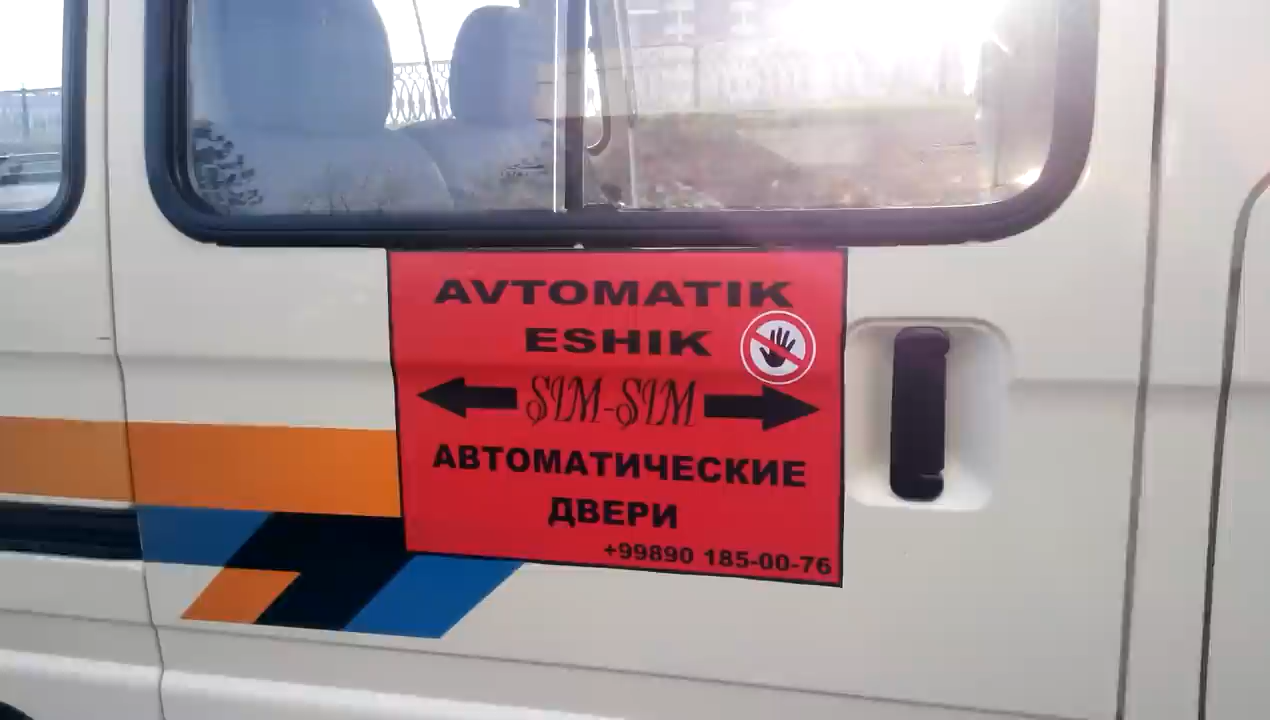 AVTOMATIK
ESHIK
SIM-SIM
АВТОМАТИЧЕСКИЕ
ДВЕРИ
+99890 185-00-76